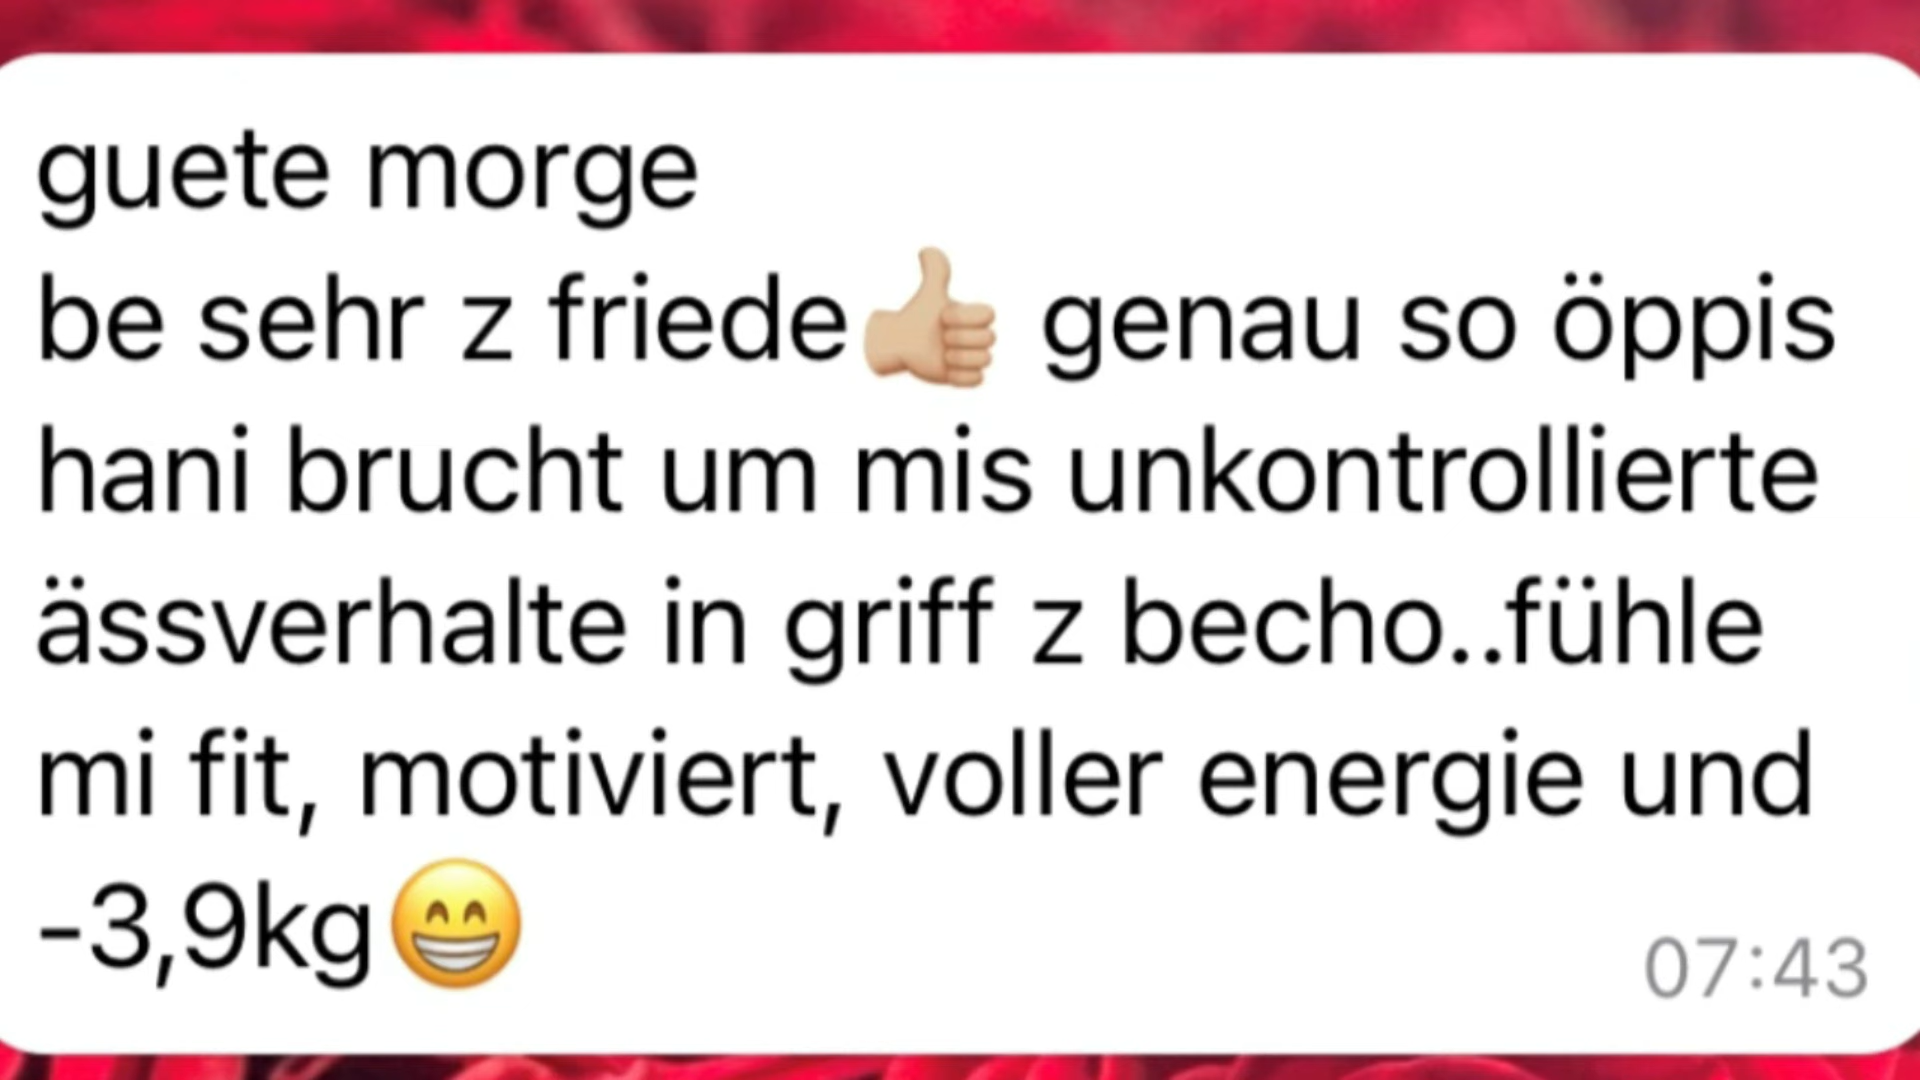 guete morge
be sehr z friede👍🏼 genau so öppis
hani brucht um mis unkontrollierte
ässverhalte in griff z becho..fühle
mi fit, motiviert, voller energie und
-3,9kg😁
07:43